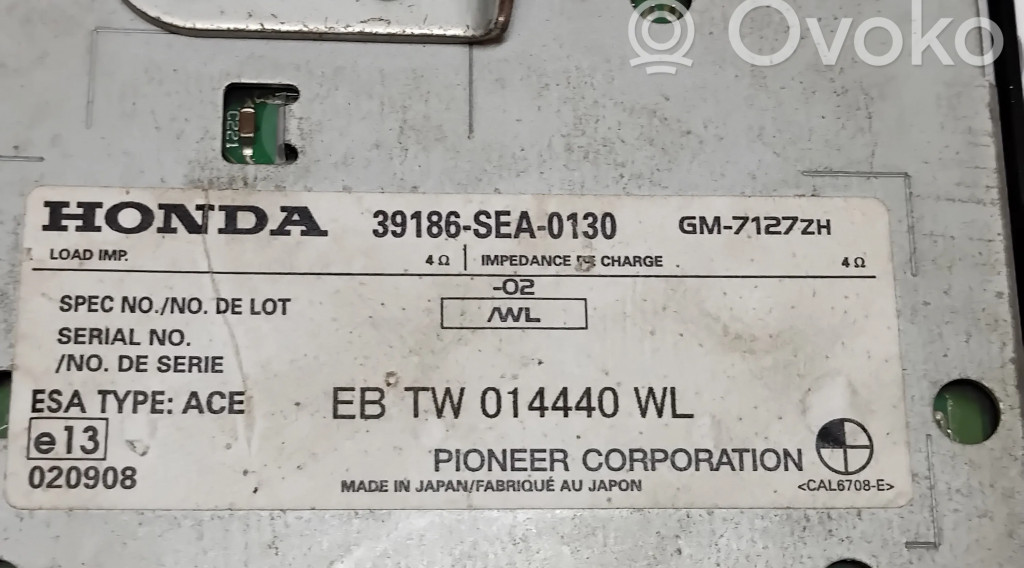 Ovoko
C221
HONDA 39186-SEA-0130 GM-7127ZH
LOAD IMP. 4Ω IMPEDANCE DE CHARGE 4Ω
-02
SPEC NO./NO. DE LOT /WL
SERIAL NO.
/NO. DE SERIE
ESA TYPE: ACE EB TW 014440 WL
e13
PIONEER CORPORATION
020908 MADE IN JAPAN/FABRIQUÉ AU JAPON <CAL6708-E>